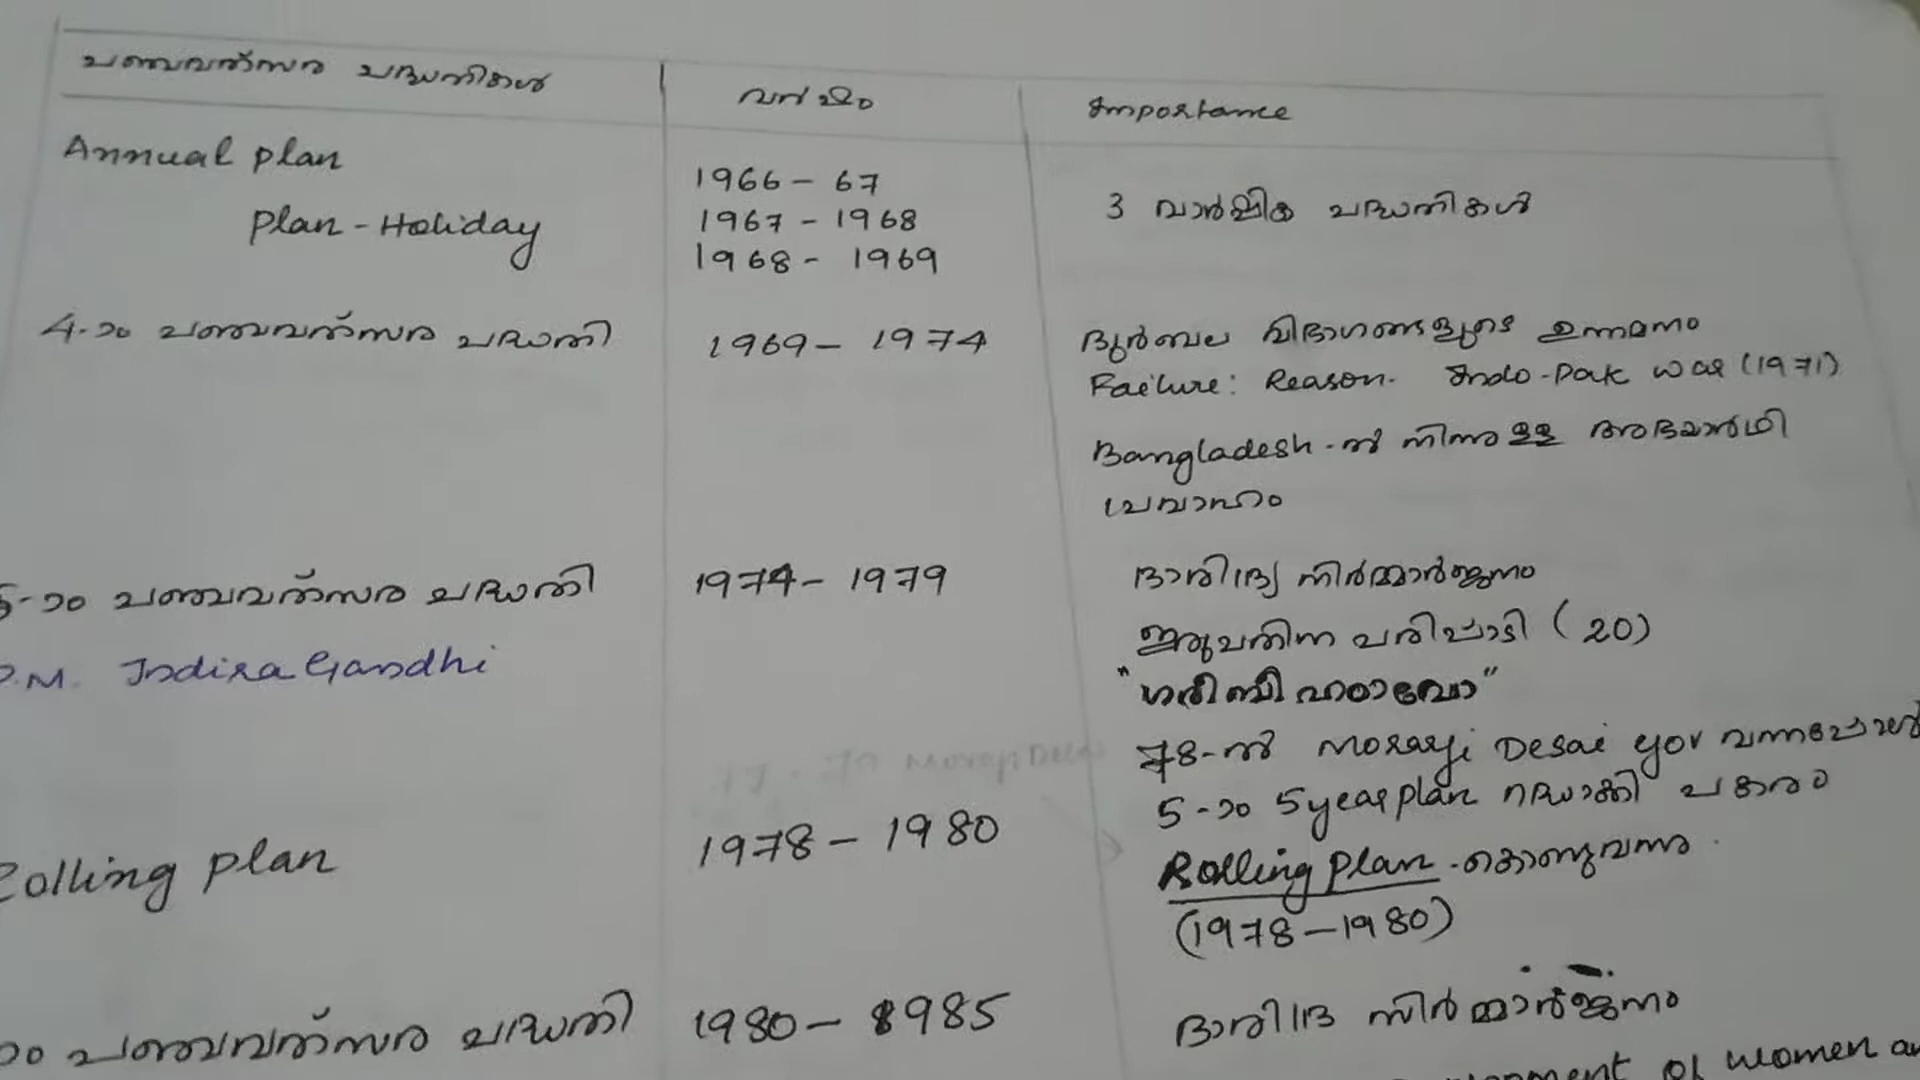 പഞ്ചവത്സര പദ്ധതികൾ വർഷം Importance
Annual plan
1966 - 67
Plan - Holiday
1967 - 1968
3 വാർഷിക പദ്ധതികൾ
1968 - 1969
4-ാം പഞ്ചവത്സര പദ്ധതി 1969 - 1974 ദുർബല വിഭാഗങ്ങളുടെ ഉന്നമനം
Failure: Reason. Indo-Pak war (1971)
Bangladesh-ൽ നിന്നുള്ള അഭയാർഥി
പ്രവാഹം
5-ാം പഞ്ചവത്സര പദ്ധതി 1974 - 1979 ദാരിദ്ര്യ നിർമ്മാർജ്ജനം
ഇരുപതിന പരിപാടി (20)
P.M. Indira Gandhi
"ഗരീബി ഹഠാവോ"
78-ൽ Morarji Desai gov വന്നപ്പോൾ
5-ാം 5 year plan റദ്ദാക്കി പകരം
Rolling plan 1978 - 1980 Rolling plan - കൊണ്ടുവന്നു.
(1978 - 1980)
ാം പഞ്ചവത്സര പദ്ധതി 1980 - 1985 ദാരിദ്ര നിർമ്മാർജ്ജനം
of women